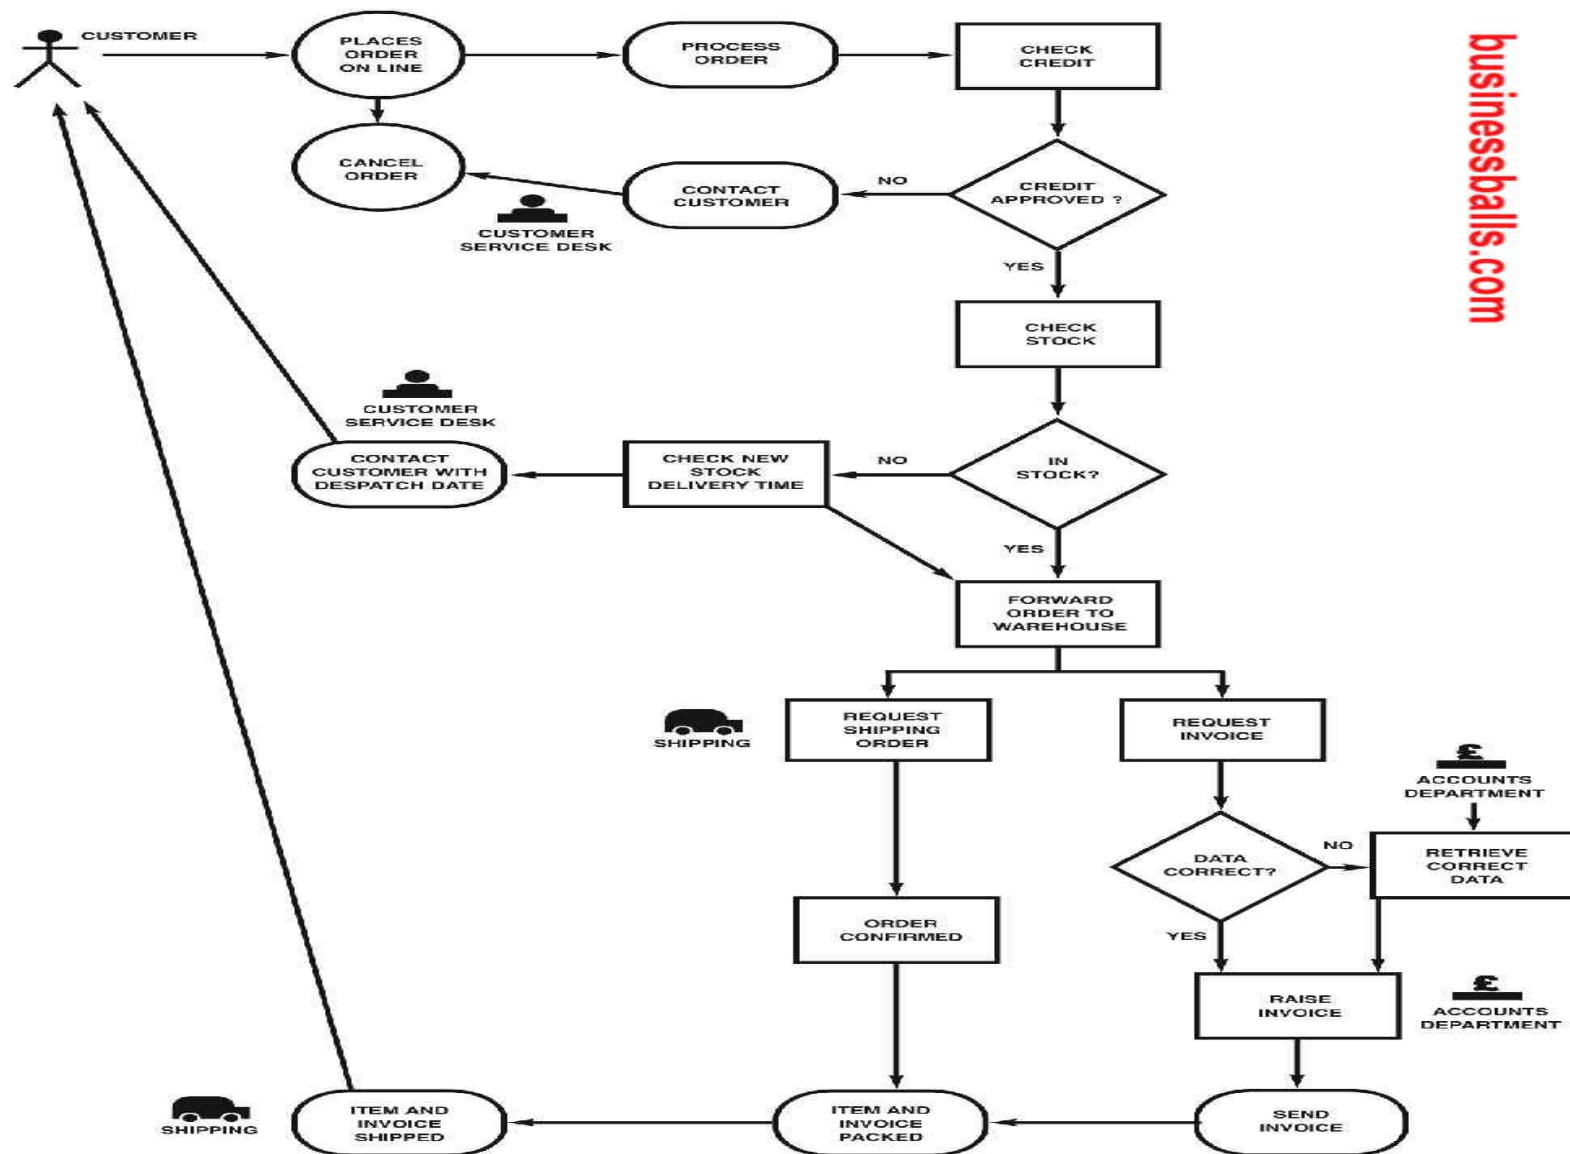 CUSTOMER
PLACES
ORDER
ON LINE
PROCESS
ORDER
CHECK
CREDIT
businessballs.com
CANCEL
ORDER
CONTACT
CUSTOMER
NO
CREDIT
APPROVED ?
CUSTOMER
SERVICE DESK
YES
CHECK
STOCK
CUSTOMER
SERVICE DESK
CONTACT
CUSTOMER WITH
DESPATCH DATE
CHECK NEW
STOCK
DELIVERY TIME
NO
IN
STOCK?
YES
FORWARD
ORDER TO
WAREHOUSE
SHIPPING
REQUEST
SHIPPING
ORDER
REQUEST
INVOICE
£
ACCOUNTS
DEPARTMENT
DATA
CORRECT?
NO
RETRIEVE
CORRECT
DATA
ORDER
CONFIRMED
YES
RAISE
INVOICE
£
ACCOUNTS
DEPARTMENT
SHIPPING
ITEM AND
INVOICE
SHIPPED
ITEM AND
INVOICE
PACKED
SEND
INVOICE